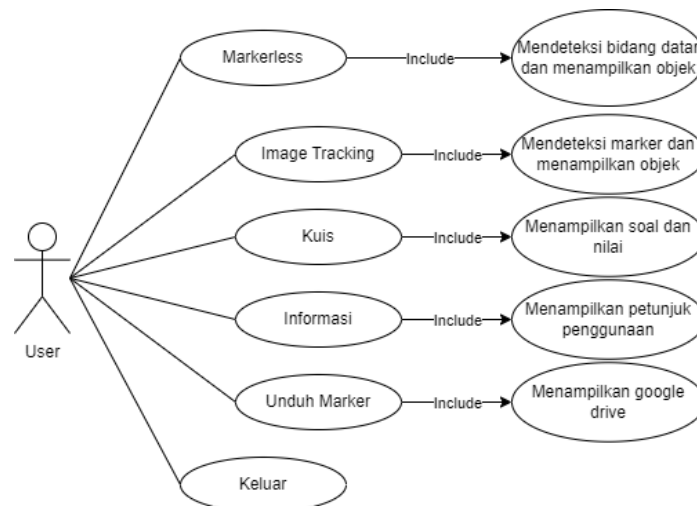 Markerless
Include
Mendeteksi bidang datar
dan menampilkan objek
Image Tracking
Include
Mendeteksi marker dan
menampilkan objek
Kuis
Include
Menampilkan soal dan
nilai
User
Informasi
Include
Menampilkan petunjuk
penggunaan
Unduh Marker
Include
Menampilkan google
drive
Keluar